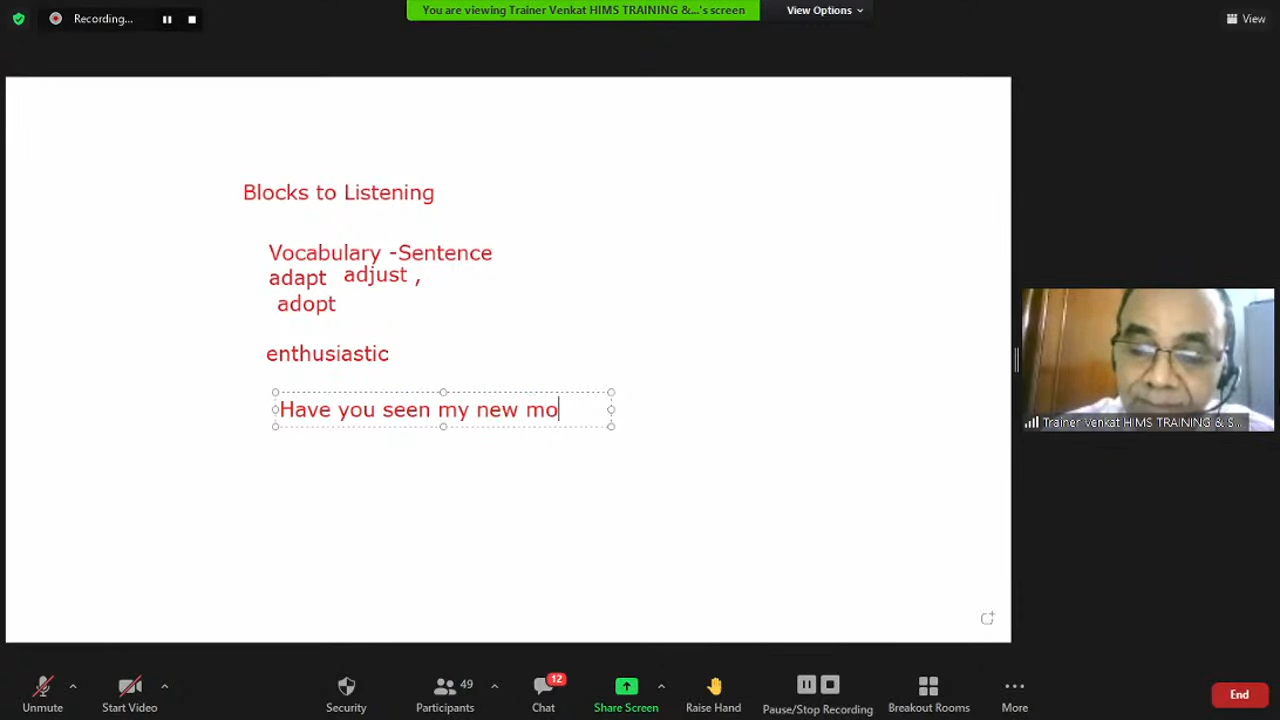 Recording...
You are viewing Trainer Venkat HIMS TRAINING &...'s screen
View Options
View
Blocks to Listening
Vocabulary -Sentence
adapt adjust ,
adopt
enthusiastic
Have you seen my new mo
Trainer Venkat HIMS TRAINING & S...
49
12
Unmute
Start Video
Security
Participants
Chat
Share Screen
Raise Hand
Pause/Stop Recording
Breakout Rooms
More
End